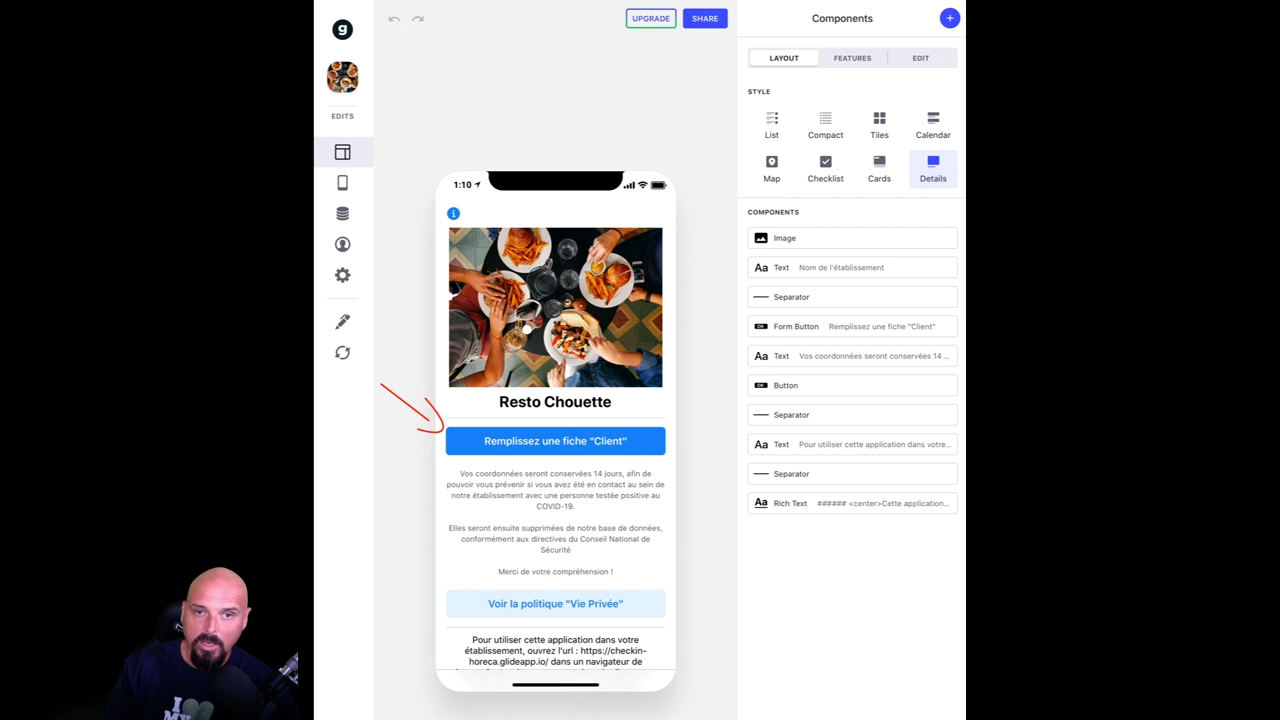 g
EDITS
UPGRADE
SHARE
1:10
i
Resto Chouette
Remplissez une fiche "Client"
Vos coordonnées seront conservées 14 jours, afin de
pouvoir vous prévenir si vous avez été en contact au sein de
notre établissement avec une personne testée positive au
COVID-19.
Elles seront ensuite supprimées de notre base de données,
conformément aux directives du Conseil National de
Sécurité
Merci de votre compréhension !
Voir la politique "Vie Privée"
Pour utiliser cette application dans votre
établissement, ouvrez l'url : https://checkin-
horeca.glideapp.io/ dans un navigateur de
Components
+
LAYOUT FEATURES EDIT
STYLE
List Compact Tiles Calendar
Map Checklist Cards Details
COMPONENTS
Image
Aa Text Nom de l'établissement
Separator
OK Form Button Remplissez une fiche "Client"
Aa Text Vos coordonnées seront conservées 14 ...
OK Button
Separator
Aa Text Pour utiliser cette application dans votre...
Separator
Aa Rich Text ###### <center>Cette application...
I
MY